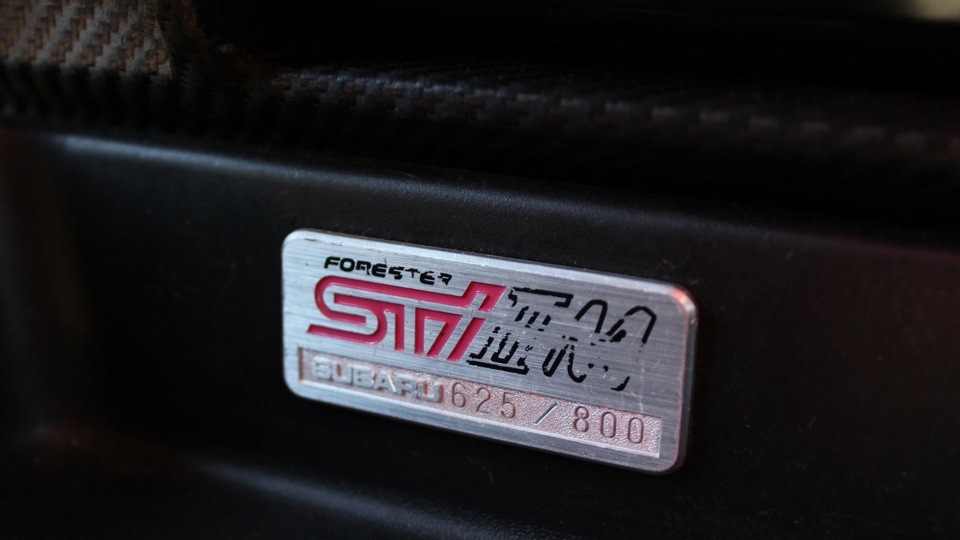 FORESTER
STi
SUBARU 625 / 800